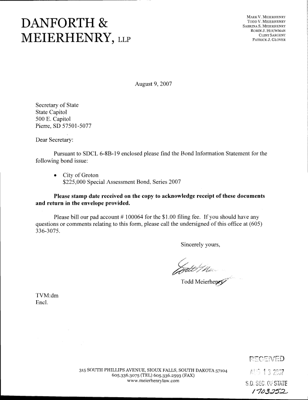 DANFORTH &
MEIERHENRY, LLP
MARK V. MEIERHENRY
TODD V. MEIERHENRY
SABRINA S. MEIERHENRY
CLINT SARGENT
PATRICK J. GLOVER
August 9, 2007
Secretary of State
State Capitol
500 E. Capitol
Pierre, SD 57501-5077
Dear Secretary:
Pursuant to SDCL 6-8B-19 enclosed please find the Bond Information Statement for the
following bond issue:
• City of Groton
$225,000 Special Assessment Bond, Series 2007
Please stamp date received on the copy to acknowledge receipt of these documents
and return in the envelope provided.
Please bill our pad account # 100064 for the $1.00 filing fee. If you should have any
questions or comments relating to this form, please call the undersigned of this office at (605)
336-3075.
Sincerely yours,
Todd Meierhenry
TVM:dm
Encl.
RECEIVED
S.D. SEC OF STATE
1703252
315 SOUTH PHILLIPS AVENUE, SIOUX FALLS, SOUTH DAKOTA 57104
605.336.3075 (TEL) 605.336.2593 (FAX)
www.meierhenrylaw.com